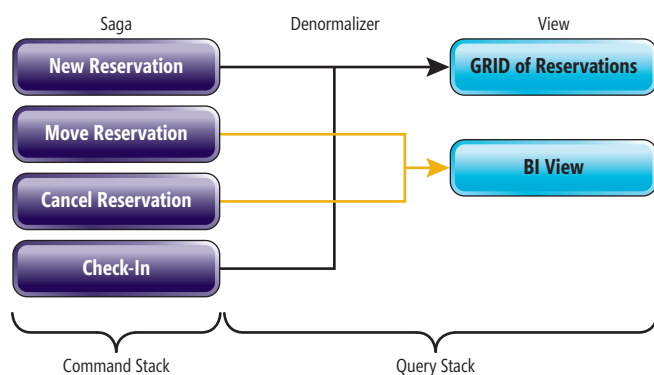 Saga Denormalizer View
New Reservation
GRID of Reservations
Move Reservation
BI View
Cancel Reservation
Check-In
Command Stack Query Stack